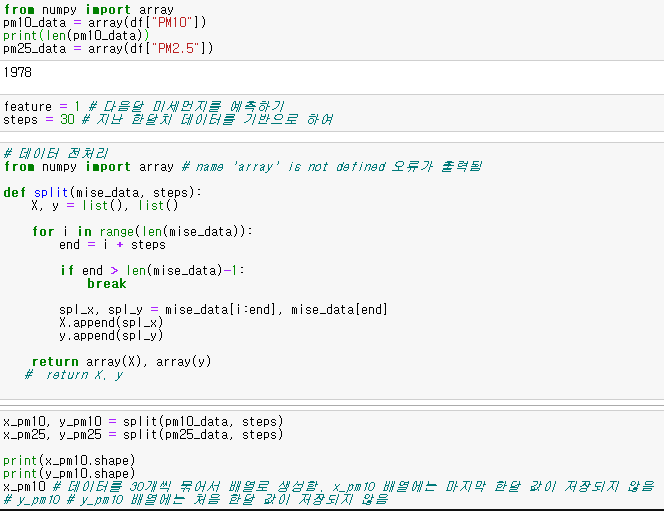 from numpy import array
pm10_data = array(df["PM10"])
print(len(pm10_data))
pm25_data = array(df["PM2.5"])
1978
feature = 1 # 다음달 미세먼지를 예측하기
steps = 30 # 지난 한달치 데이터를 기반으로 하여
# 데이터 전처리
from numpy import array # name 'array' is not defined 오류가 출력됨
def split(mise_data, steps):
    X, y = list(), list()
    for i in range(len(mise_data)):
        end = i + steps
        if end > len(mise_data)-1:
            break
        spl_x, spl_y = mise_data[i:end], mise_data[end]
        X.append(spl_x)
        y.append(spl_y)
    return array(X), array(y)
   #  return X, y
x_pm10, y_pm10 = split(pm10_data, steps)
x_pm25, y_pm25 = split(pm25_data, steps)
print(x_pm10.shape)
print(y_pm10.shape)
x_pm10 # 데이터를 30개씩 묶어서 배열로 생성함. x_pm10 배열에는 마지막 한달 값이 저장되지 않음
# y_pm10 # y_pm10 배열에는 처음 한달 값이 저장되지 않음